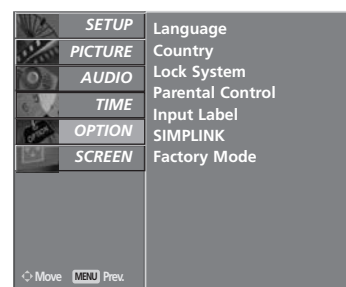 SETUP
PICTURE
AUDIO
TIME
OPTION
SCREEN
Language
Country
Lock System
Parental Control
Input Label
SIMPLINK
Factory Mode
Move MENU Prev.